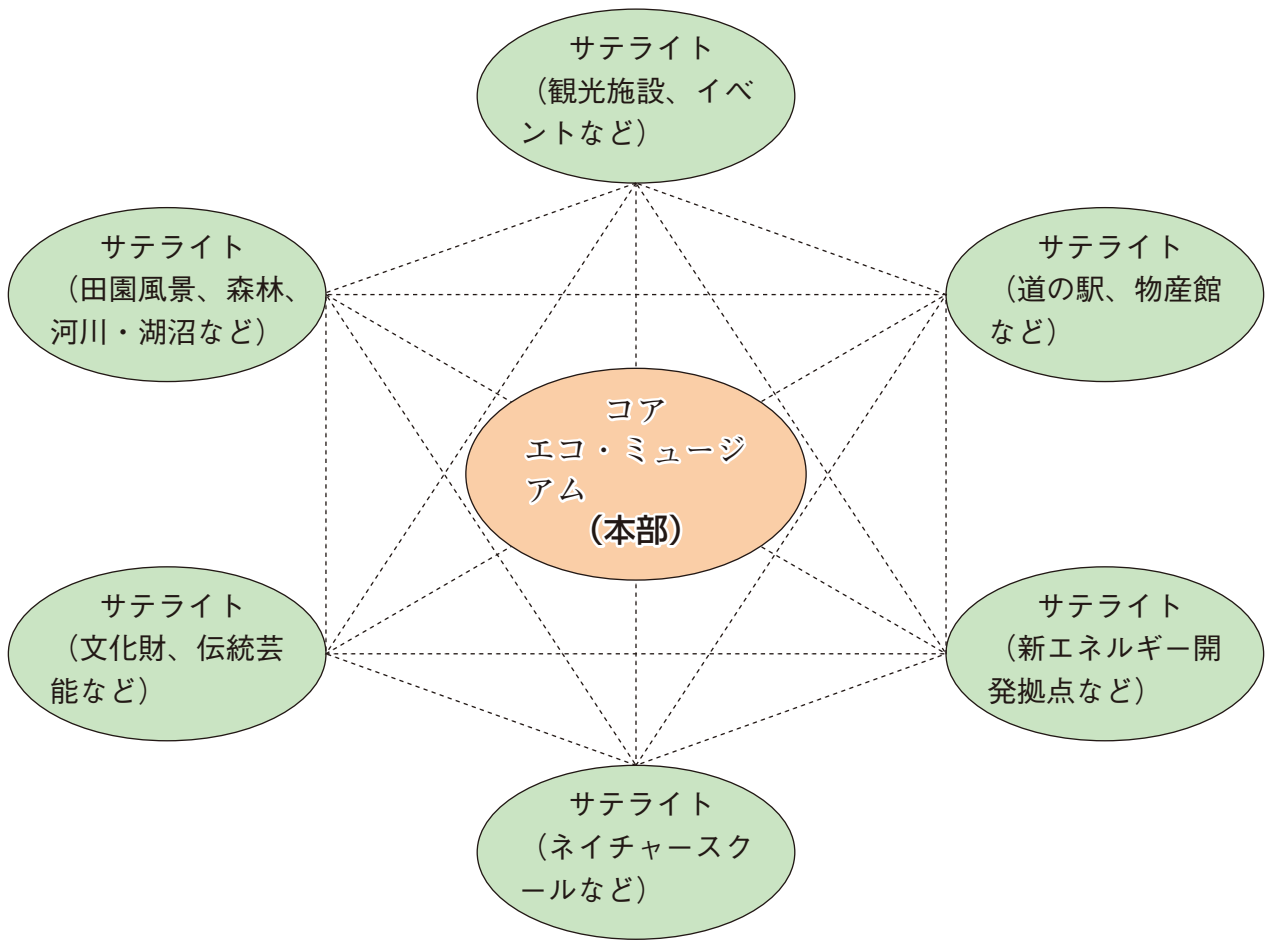 サテライト
（観光施設、イベ
ントなど）
サテライト
（田園風景、森林、
河川・湖沼など）
サテライト
（道の駅、物産館
など）
コア
エコ・ミュージ
アム
（本部）
サテライト
（文化財、伝統芸
能など）
サテライト
（新エネルギー開
発拠点など）
サテライト
（ネイチャースク
ールなど）